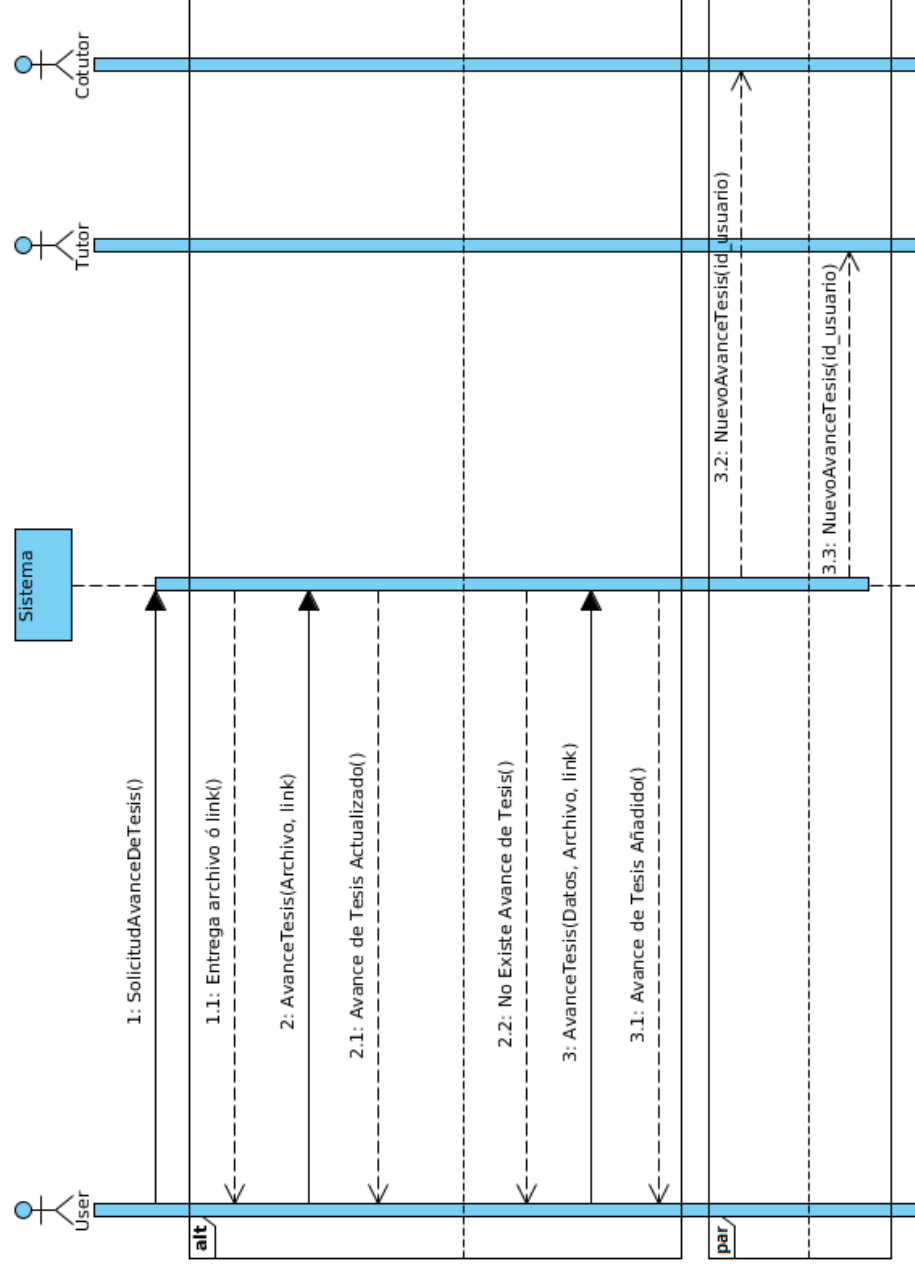 User
Sistema
Tutor
Cotutor
1: SolicitudAvanceDeTesis()
alt
1.1: Entrega archivo ó link()
2: AvanceTesis(Archivo, link)
2.1: Avance de Tesis Actualizado()
2.2: No Existe Avance de Tesis()
3: AvanceTesis(Datos, Archivo, link)
3.1: Avance de Tesis Añadido()
par
3.2: NuevoAvanceTesis(id_usuario)
3.3: NuevoAvanceTesis(id_usuario)